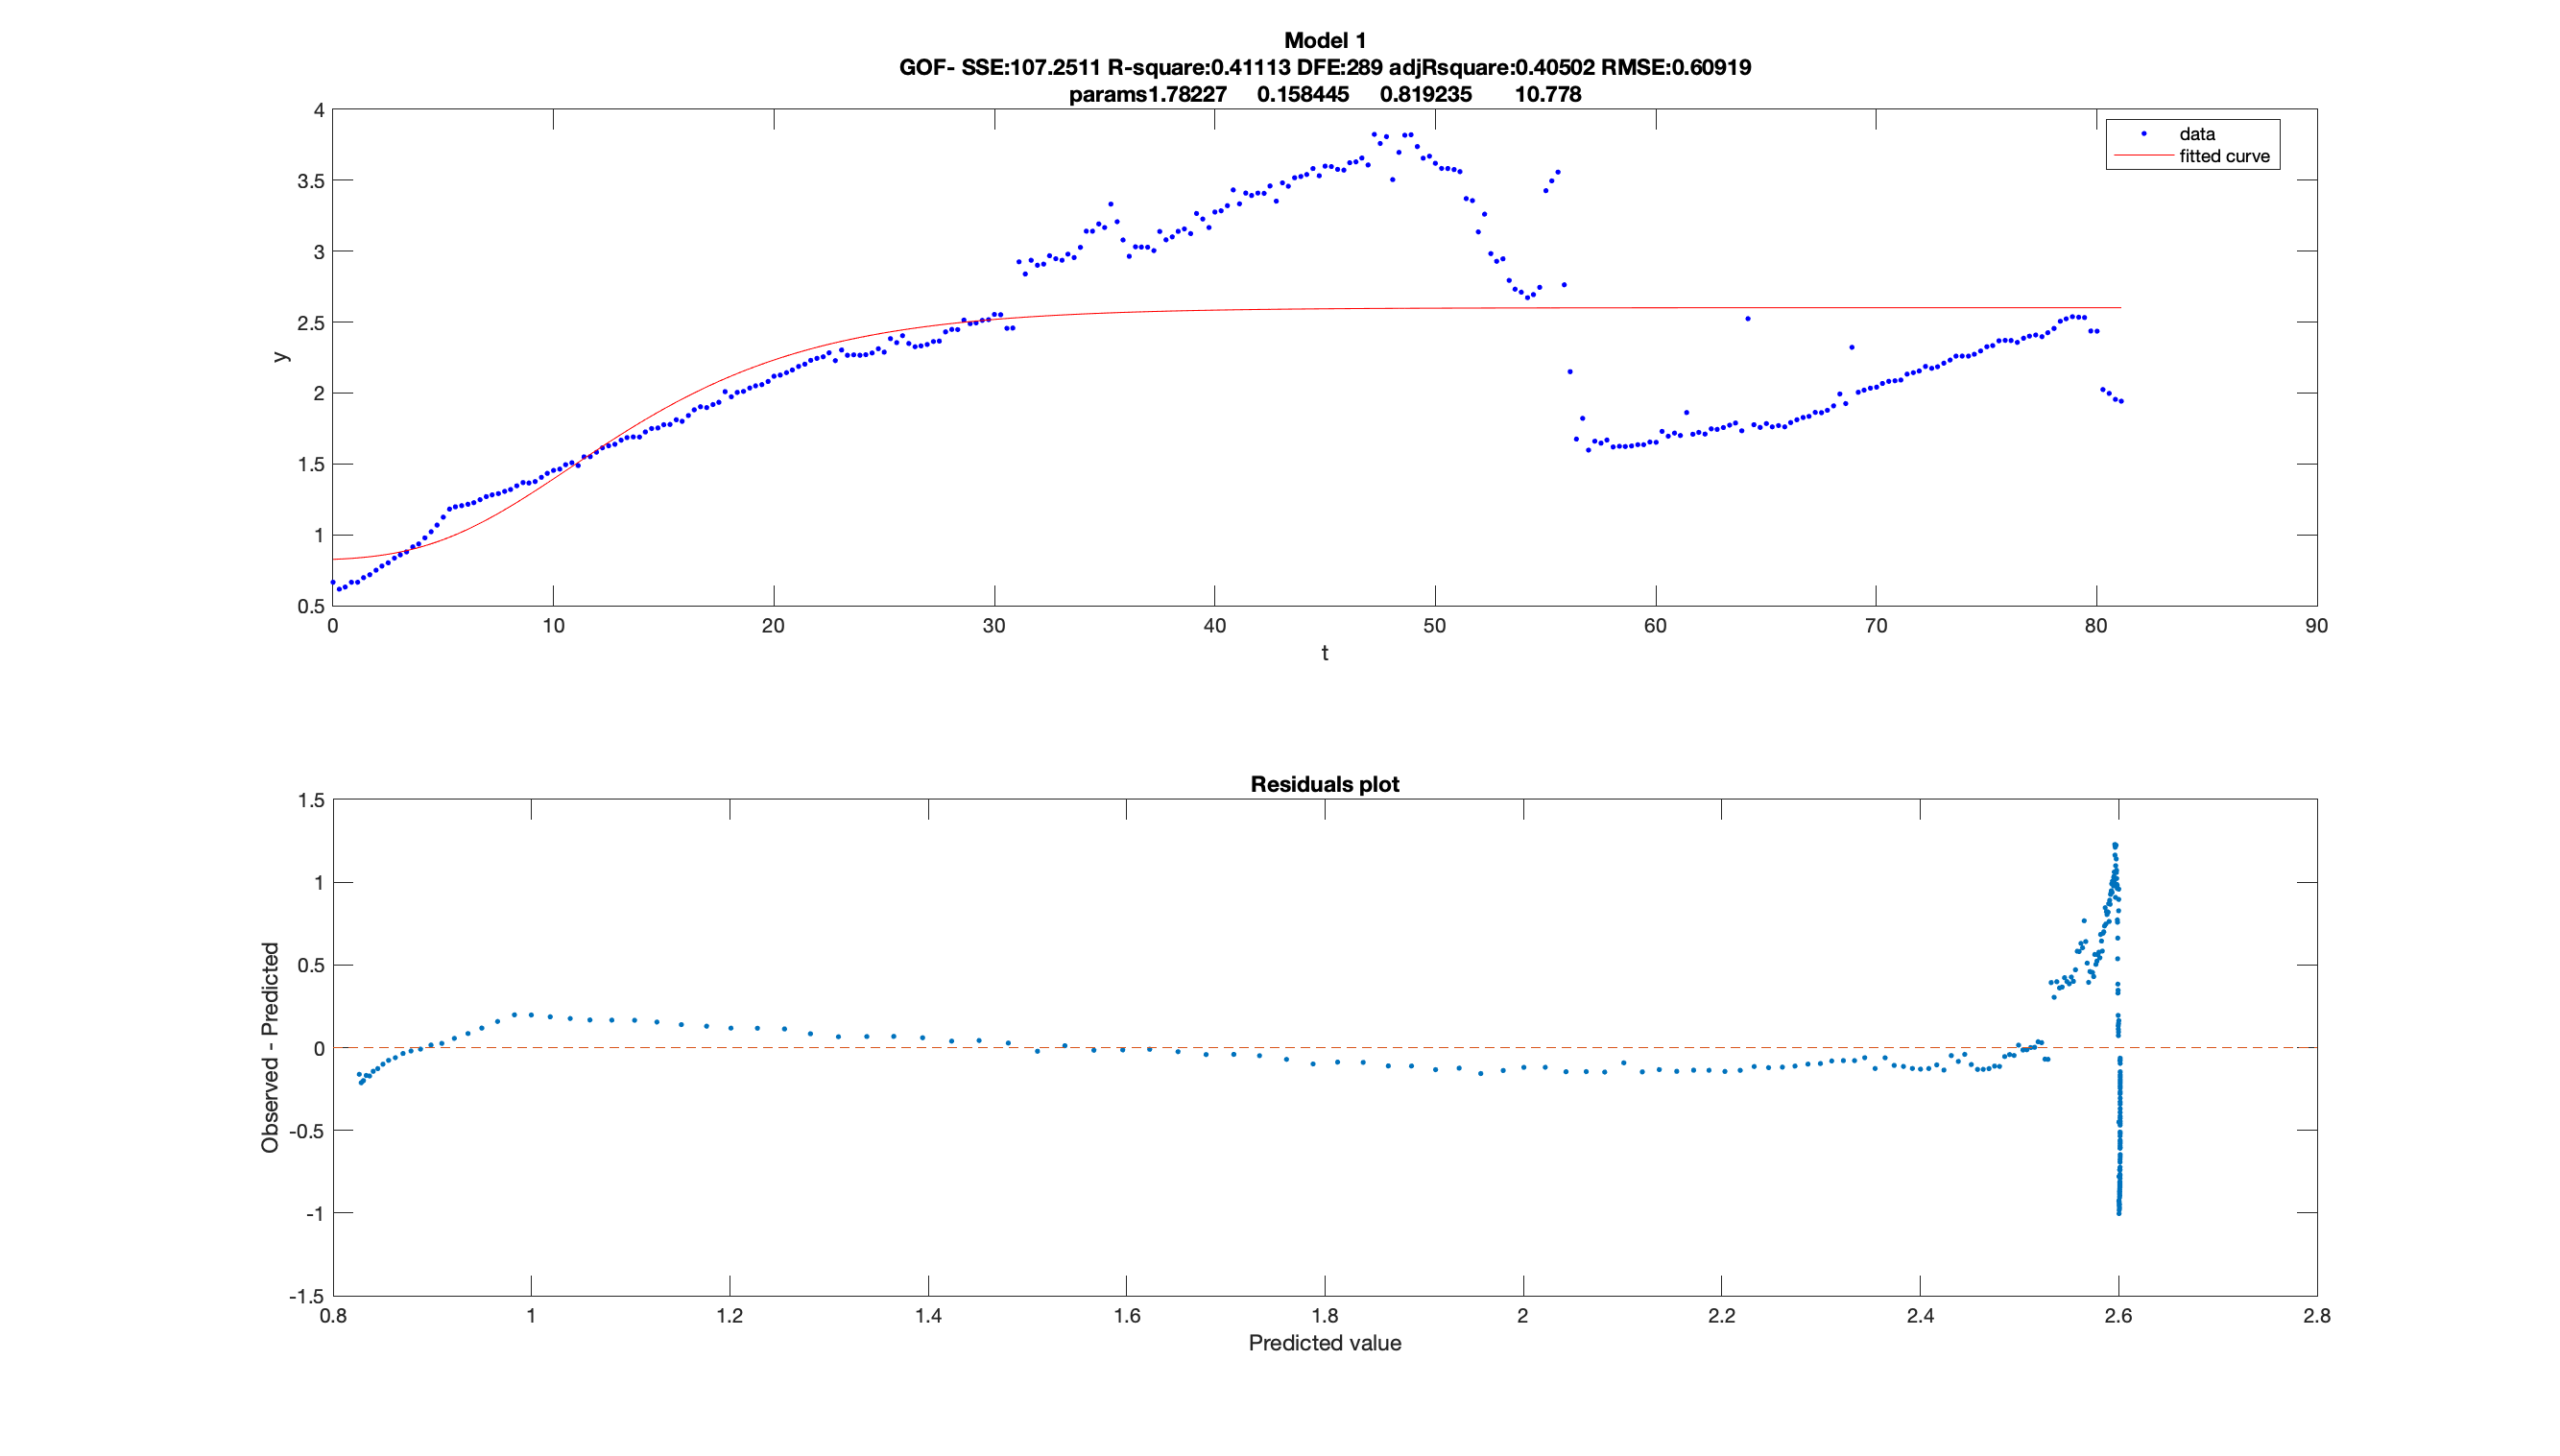 Model 1
GOF- SSE:107.2511 R-square:0.41113 DFE:289 adjRsquare:0.40502 RMSE:0.60919
params1.78227 0.158445 0.819235 10.778
data
fitted curve
4
3.5
3
2.5
2
1.5
1
0.5
y
0 10 20 30 40 50 60 70 80 90
t
Residuals plot
1.5
1
0.5
0
-0.5
-1
-1.5
Observed - Predicted
0.8 1 1.2 1.4 1.6 1.8 2 2.2 2.4 2.6 2.8
Predicted value